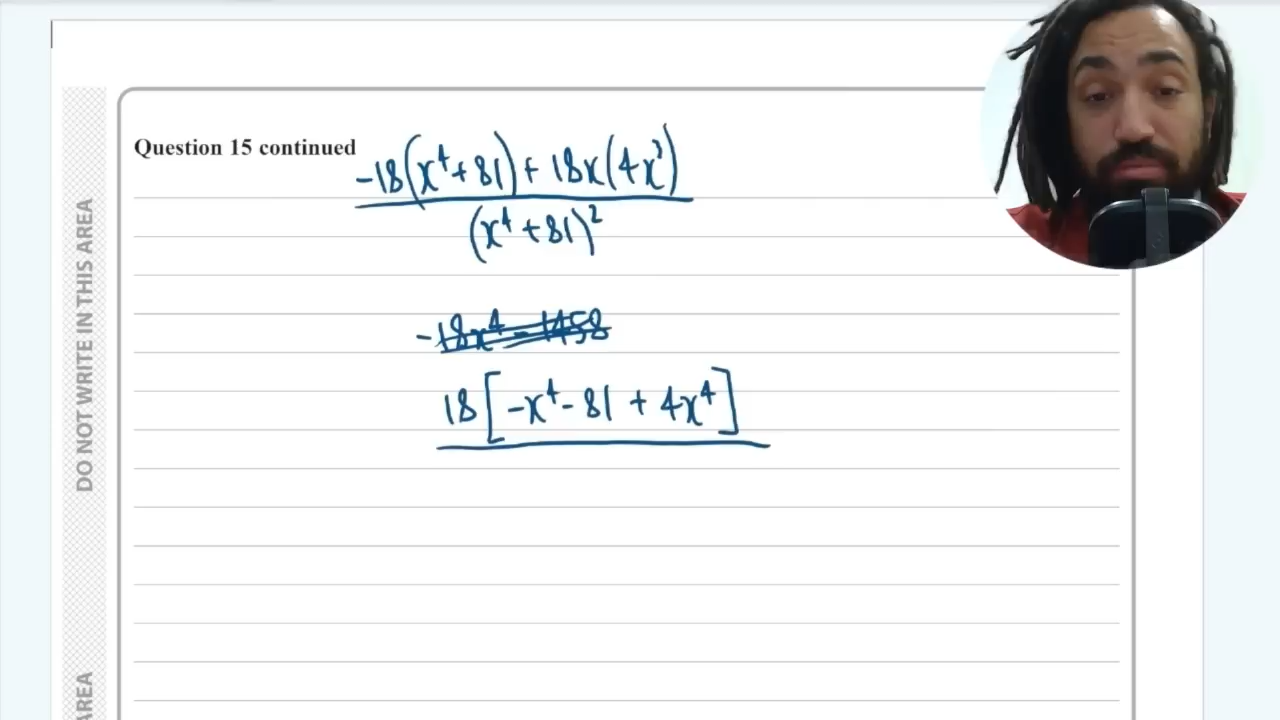 Question 15 continued
-18(x⁴+81)+18x(4x³)
(x⁴+81)²
-18x⁴-1458
18[-x⁴-81+4x⁴]
DO NOT WRITE IN THIS AREA
AREA